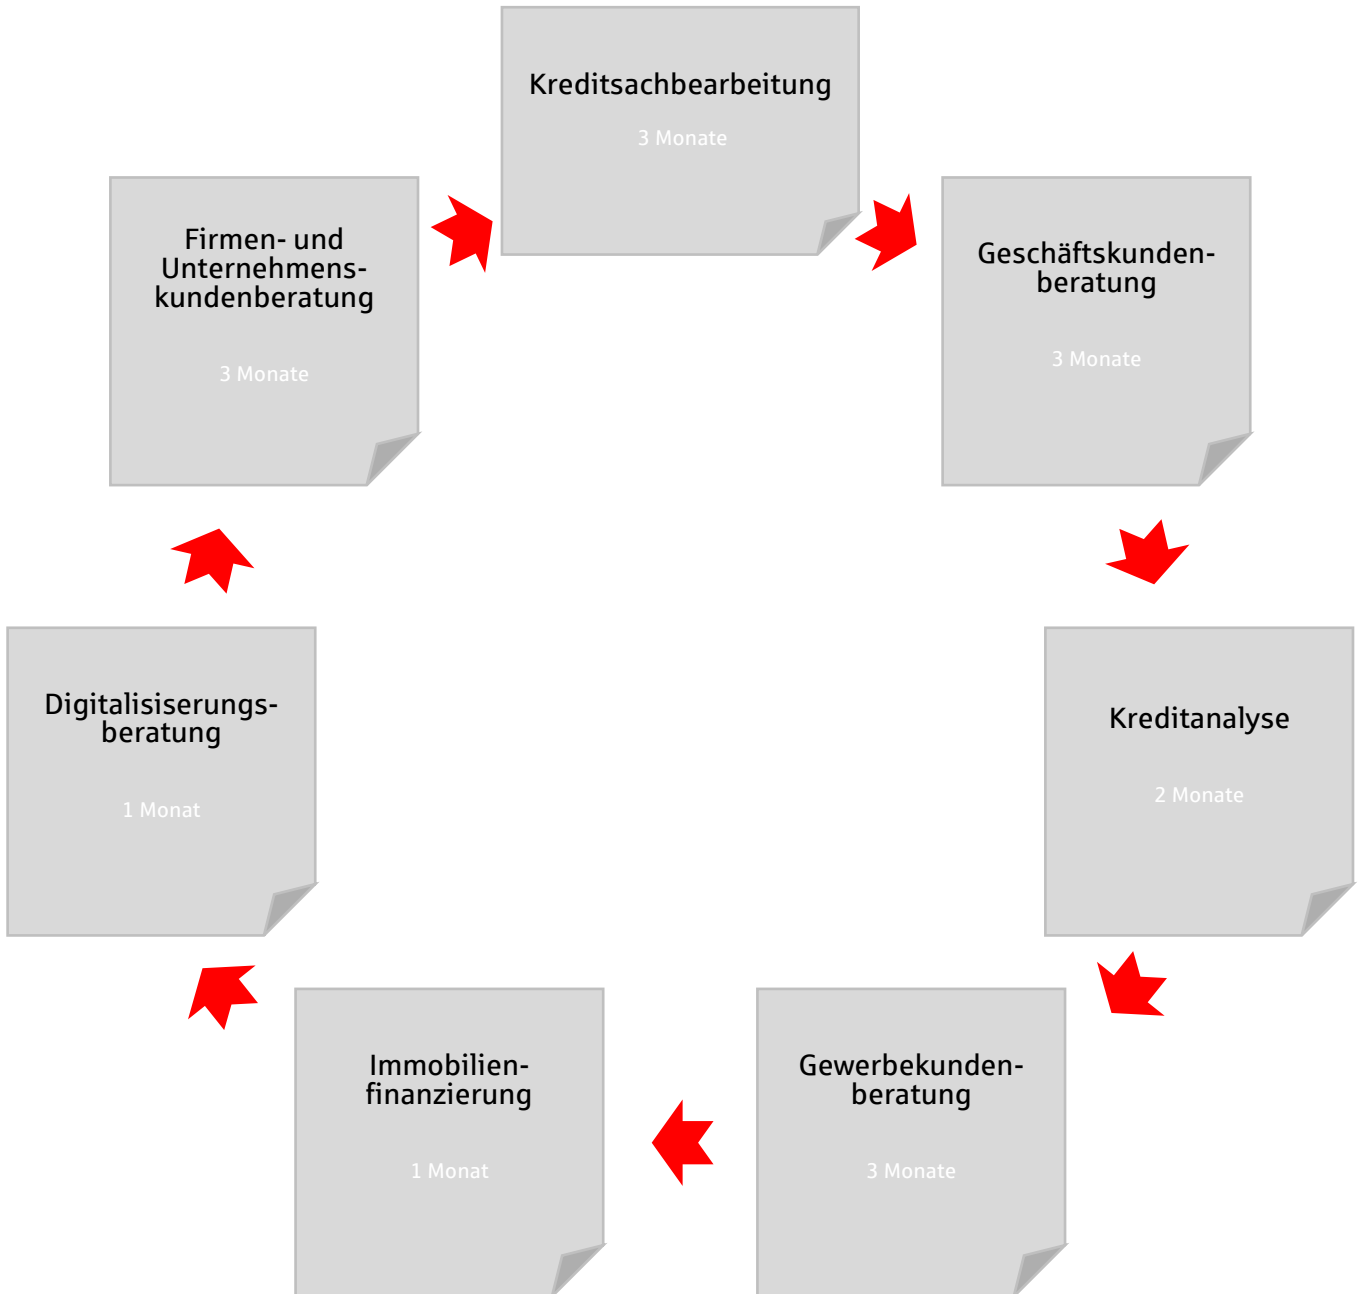 Kreditsachbearbeitung
3 Monate
Geschäftskunden-
beratung
3 Monate
Kreditanalyse
2 Monate
Gewerbekunden-
beratung
3 Monate
Immobilien-
finanzierung
1 Monat
Digitalisiserungs-
beratung
1 Monat
Firmen- und
Unternehmens-
kundenberatung
3 Monate